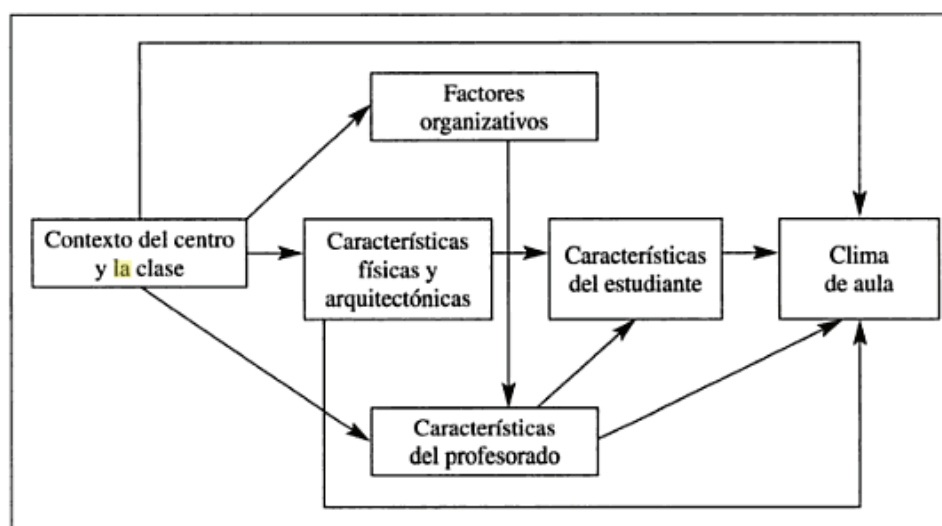 Factores
organizativos
Contexto del centro
y la clase
Características
físicas y
arquitectónicas
Características
del estudiante
Clima
de aula
Características
del profesorado